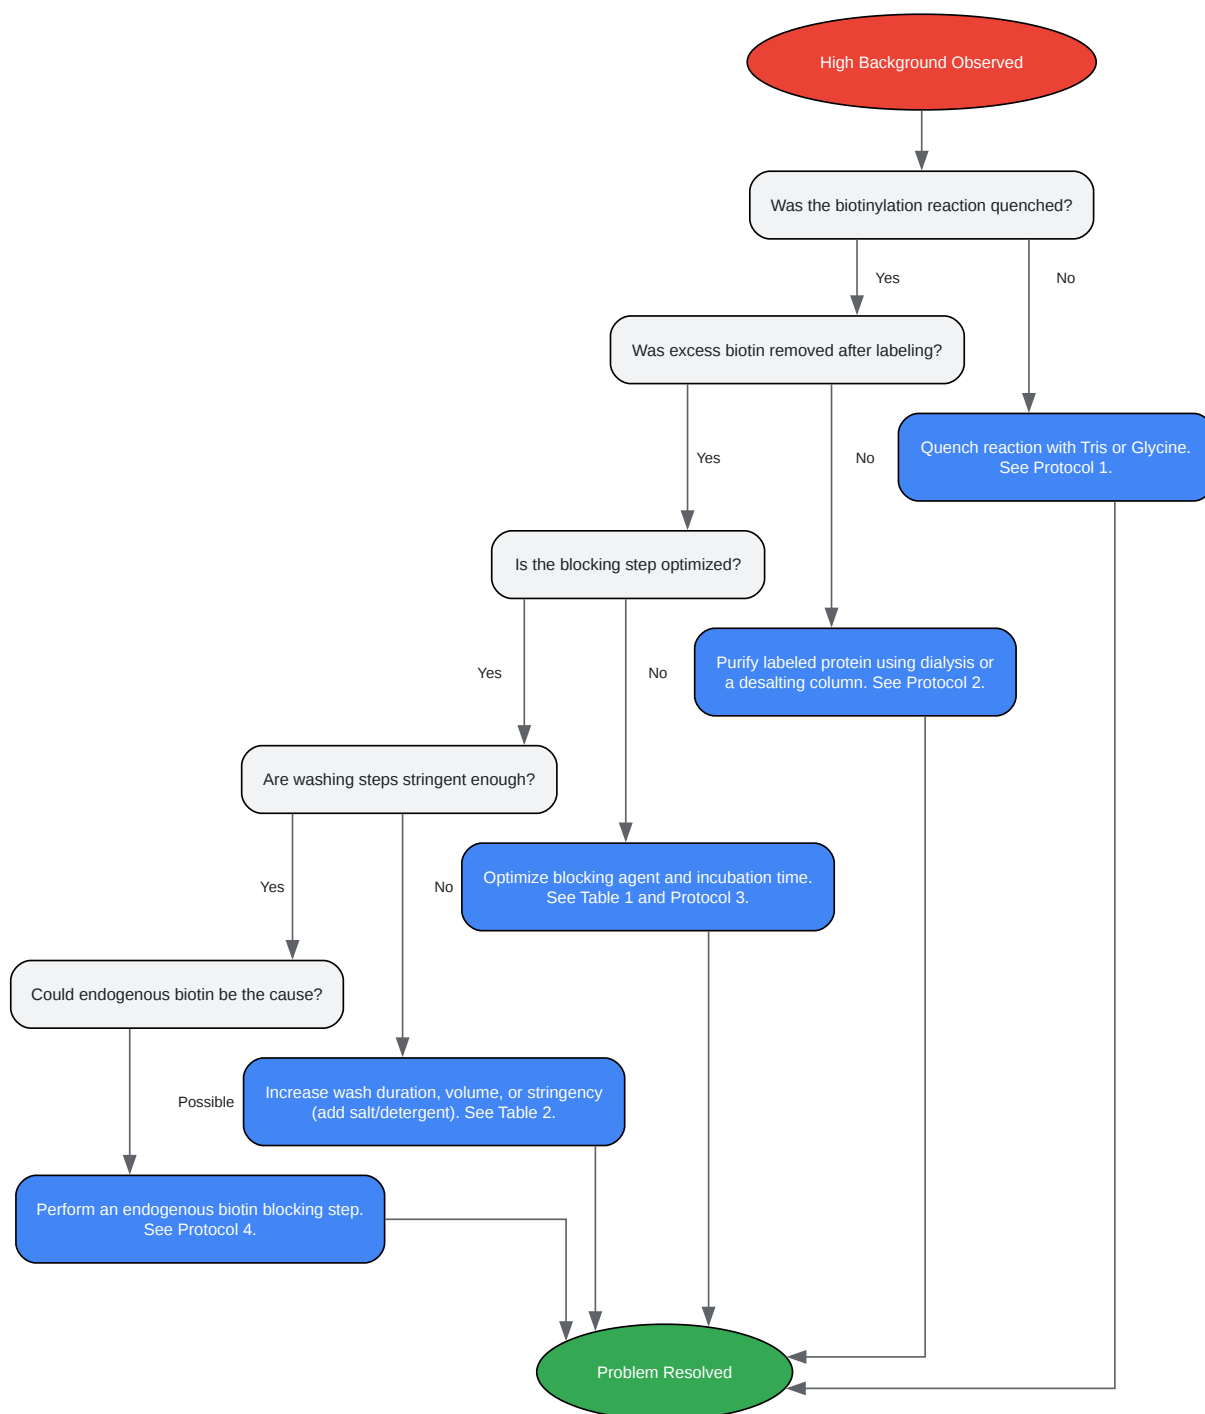 High Background Observed
Was the biotinylation reaction quenched?
Yes
No
Was excess biotin removed after labeling?
Quench reaction with Tris or Glycine.
See Protocol 1.
Yes
No
Is the blocking step optimized?
Purify labeled protein using dialysis or
a desalting column. See Protocol 2.
Yes
No
Are washing steps stringent enough?
Optimize blocking agent and incubation time.
See Table 1 and Protocol 3.
Yes
No
Could endogenous biotin be the cause?
Increase wash duration, volume, or stringency
(add salt/detergent). See Table 2.
Possible
Perform an endogenous biotin blocking step.
See Protocol 4.
Problem Resolved